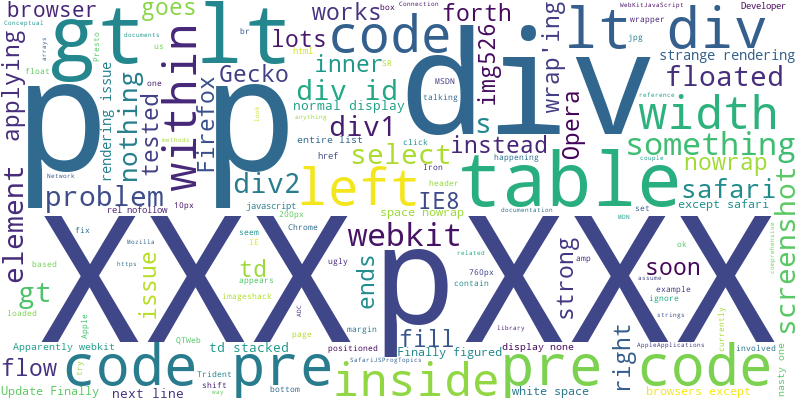 browser
Conceptual
arrays
us
goes
br
works
box
Connection
forth
WebKitJavaScript
wrapper
jpg
Developer
gt
lt
code
lt
div
Presto
documents
lots
float
html
SR
inner
img526
wrap'ing
strange rendering
applying
rendering issue
nothing
one
tested
within
Gecko
Firefox
look
div id
MSDN
talking
floated
normal display
reference
p
p
div
Opera
width
div1
s
anything
methods
entire list
click
instead
something
Network
href
Iron
select
happening
couple
nowrap
problem
div2
left
header
table
safari
javascript
IE8
except safari
element
rel nofollow
10px
200px
space nowrap
documentation
MDN
set
screenshot
XXX
p
XXX
fix
Mozilla
seem
IE
Chrome
webkit
strong
related
amp
ok
comprehensive
based
https
issue
td
appears
ugly
ends
760px
contain
soon
assume
example
ignore
gt
loaded
imageshack
ADC
strings
Apple
page
margin
library
currently
QTWeb
positioned
fill
right
AppleApplications
Apparently webkit
td stacked
Finally figured
display none
involved
flow
code
pre
SafariJSProgTopics
pre
code
try
Trident
shift
way
inside
nasty one
Update Finally
next line
bottom
white space
browsers except